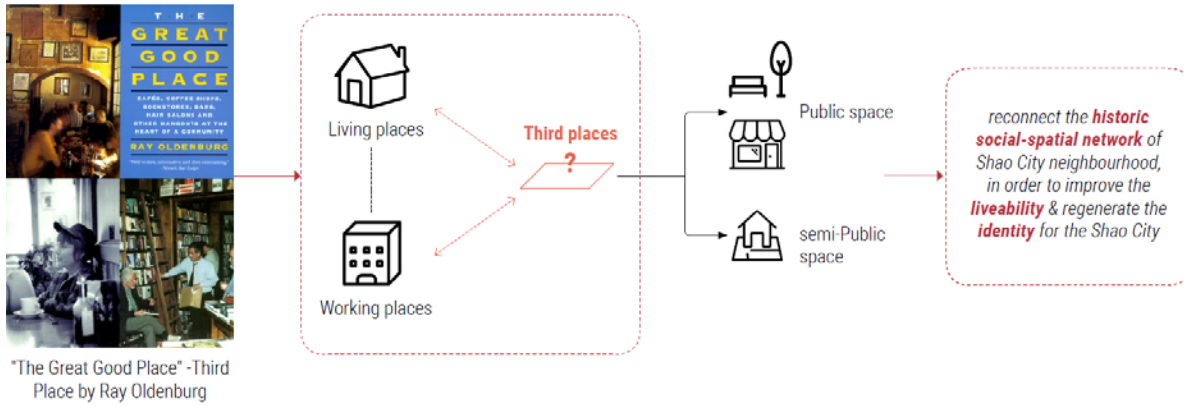 THE
GREAT
GOOD
PLACE
CAFÉS, COFFEE SHOPS,
BOOKSTORES, BARS,
HAIR SALONS AND
OTHER HANGOUTS AT THE
HEART OF A COMMUNITY
RAY OLDENBURG
"The Great Good Place" -Third
Place by Ray Oldenburg
Living places
Working places
Third places
?
Public space
semi-Public
space
reconnect the historic
social-spatial network of
Shao City neighbourhood,
in order to improve the
liveability & regenerate the
identity for the Shao City